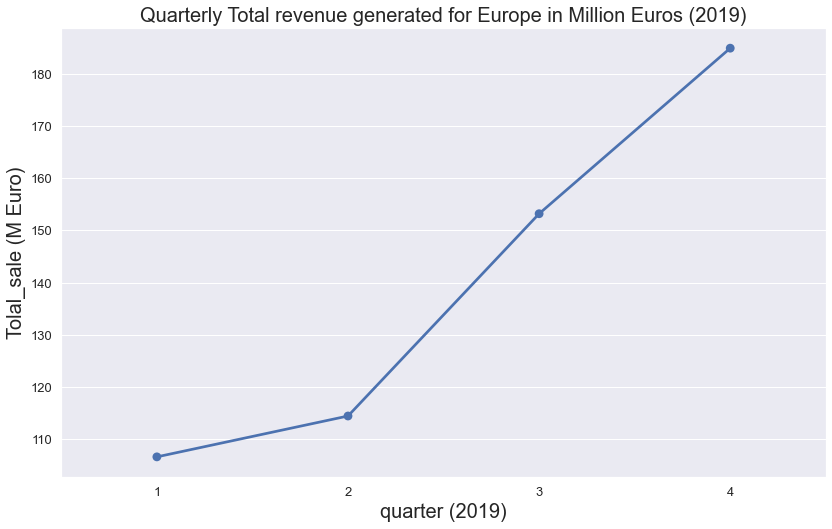 Quarterly Total revenue generated for Europe in Million Euros (2019)
Tolal_sale (M Euro)
180
170
160
150
140
130
120
110
1 2 3 4
quarter (2019)